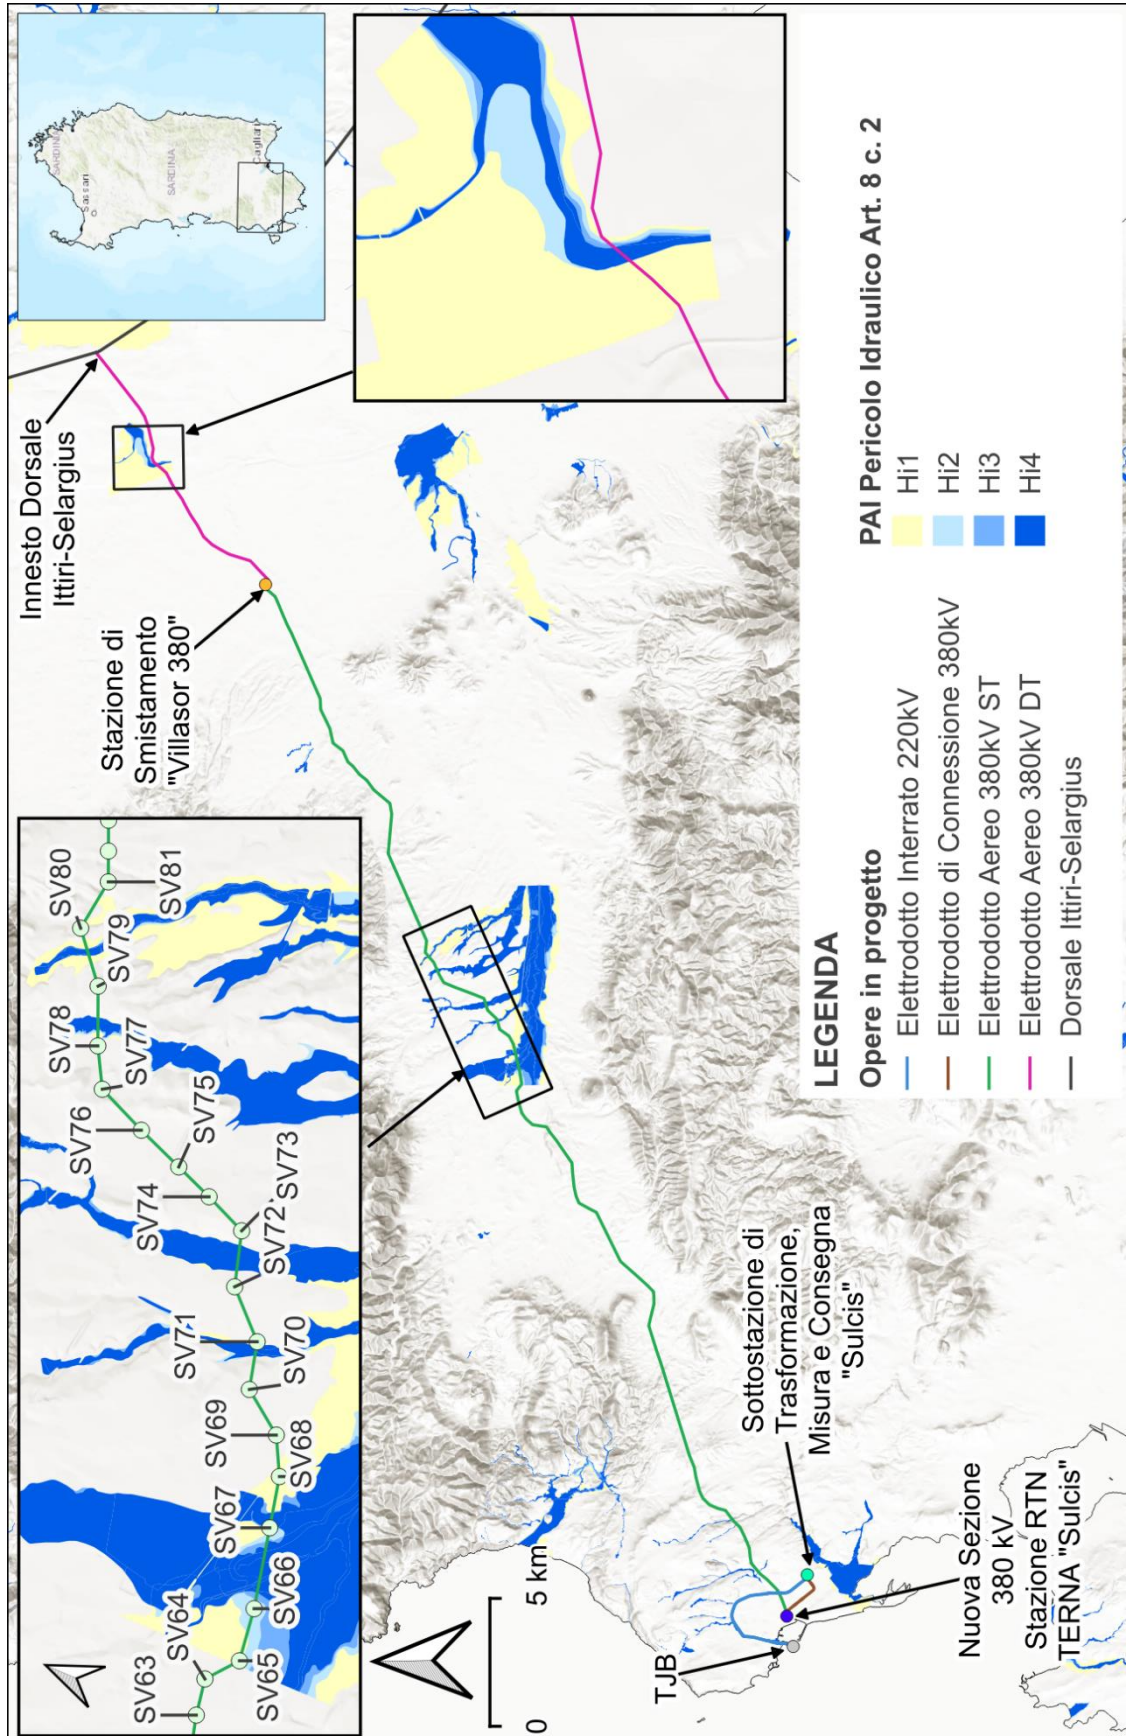 SV63
SV64
SV65
SV66
SV67
SV68
SV69
SV70
SV71
SV72
SV73
SV74
SV75
SV76
SV77
SV78
SV79
SV80
SV81
Stazione di
Smistamento
"Villasor 380"
Innesto Dorsale
Ittiri-Selargius
SARDINA
Sassari
SARDINA
Cagliari
0
5 km
TJB
Nuova Sezione
380 kV
Stazione RTN
TERNA "Sulcis"
Sottostazione di
Trasformazione,
Misura e Consegna
"Sulcis"
LEGENDA
Opere in progetto
Elettrodotto Interrato 220kV
Elettrodotto di Connessione 380kV
Elettrodotto Aereo 380kV ST
Elettrodotto Aereo 380kV DT
Dorsale Ittiri-Selargius
PAI Pericolo Idraulico Art. 8 c. 2
Hi1
Hi2
Hi3
Hi4